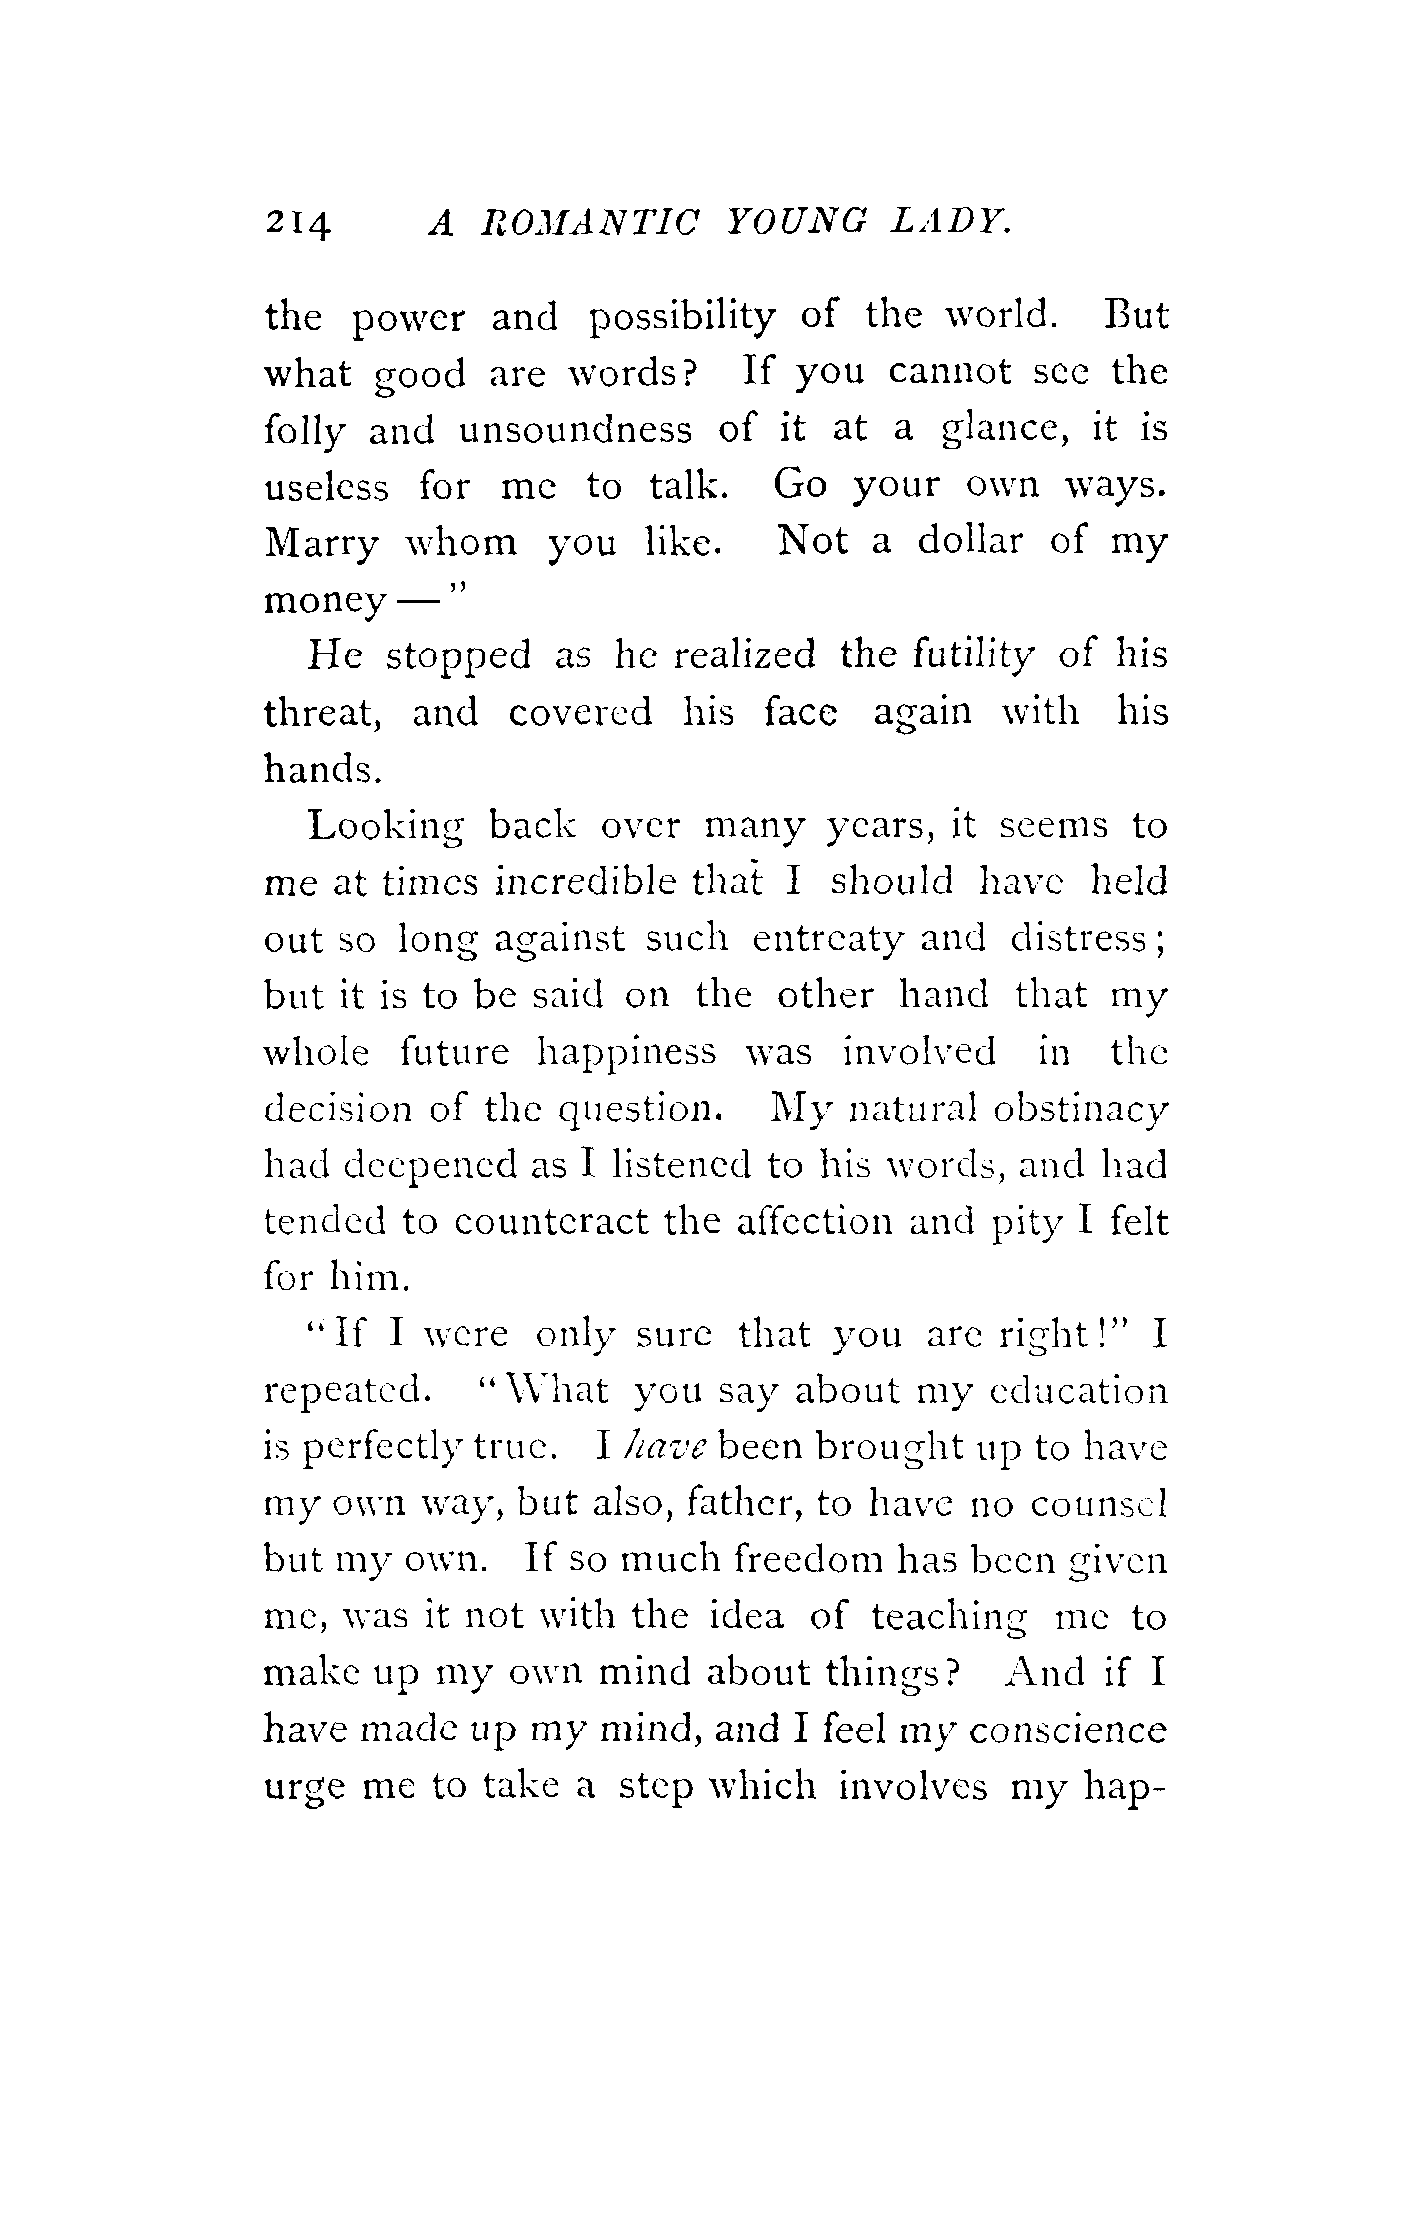 214 A ROMANTIC YOUNG LADY.
the power and possibility of the world. But
what good are words? If you cannot see the
folly and unsoundness of it at a glance, it is
useless for me to talk. Go your own ways.
Marry whom you like. Not a dollar of my
money — "
He stopped as he realized the futility of his
threat, and covered his face again with his
hands.
Looking back over many years, it seems to
me at times incredible that I should have held
out so long against such entreaty and distress;
but it is to be said on the other hand that my
whole future happiness was involved in the
decision of the question. My natural obstinacy
had deepened as I listened to his words, and had
tended to counteract the affection and pity I felt
for him.
"If I were only sure that you are right!" I
repeated. "What you say about my education
is perfectly true. I have been brought up to have
my own way, but also, father, to have no counsel
but my own. If so much freedom has been given
me, was it not with the idea of teaching me to
make up my own mind about things? And if I
have made up my mind, and I feel my conscience
urge me to take a step which involves my hap-